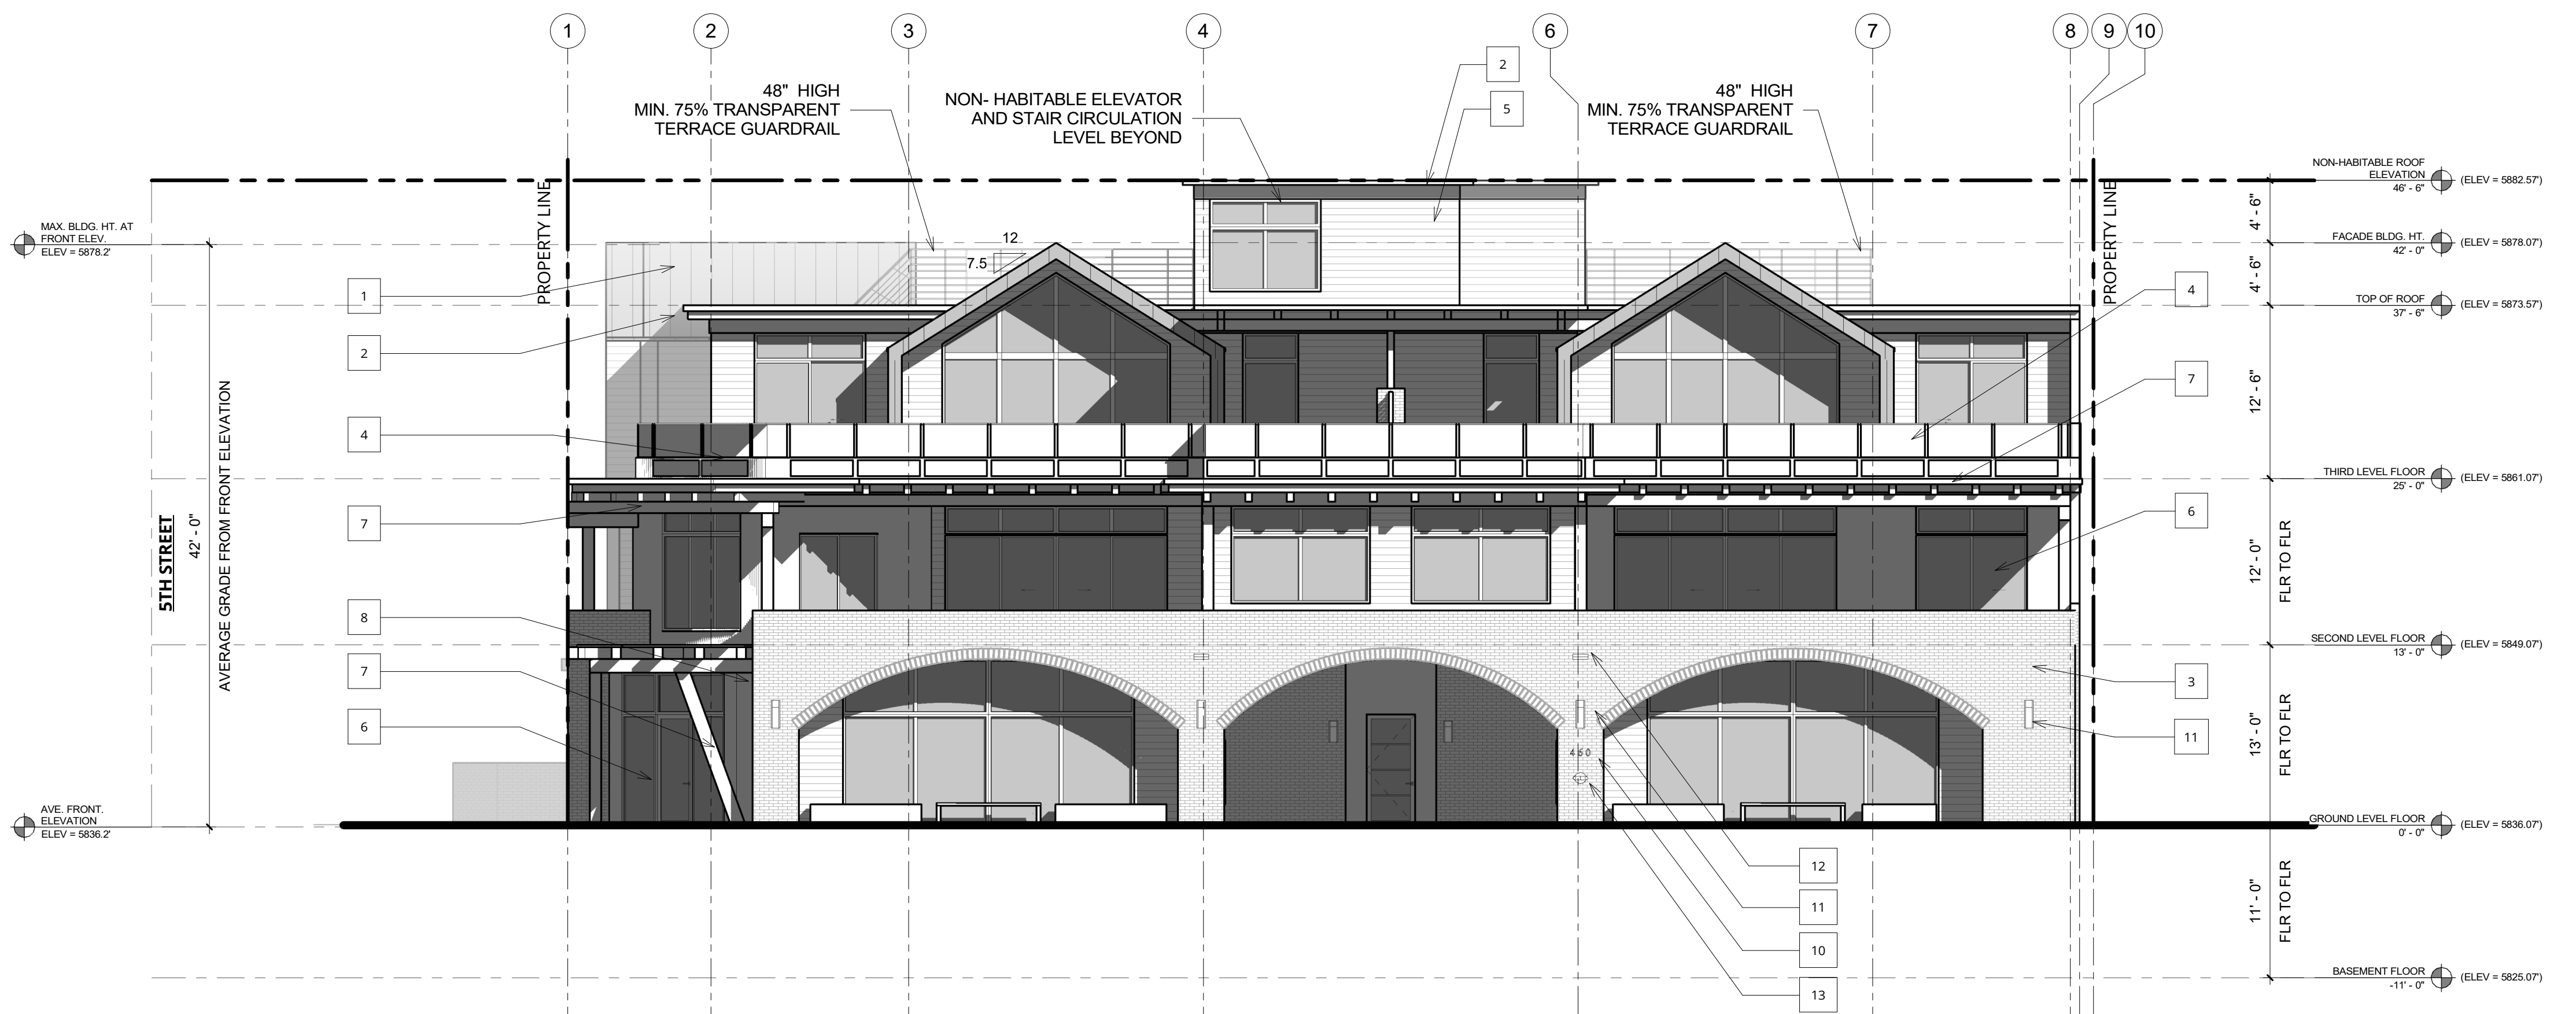 1
2
3
4
6
7
8
9
10
48" HIGH
MIN. 75% TRANSPARENT
TERRACE GUARDRAIL
NON- HABITABLE ELEVATOR
AND STAIR CIRCULATION
LEVEL BEYOND
2
5
48" HIGH
MIN. 75% TRANSPARENT
TERRACE GUARDRAIL
NON-HABITABLE ROOF
ELEVATION
46' - 6"
(ELEV = 5882.57')
PROPERTY LINE
PROPERTY LINE
4' - 6"
MAX. BLDG. HT. AT
FRONT ELEV.
ELEV = 5878.2'
12
7.5
FACADE BLDG. HT.
42' - 0"
(ELEV = 5878.07')
4' - 6"
1
4
TOP OF ROOF
37' - 6"
(ELEV = 5873.57')
2
7
12' - 6"
4
THIRD LEVEL FLOOR
25' - 0"
(ELEV = 5861.07')
7
6
5TH STREET
42' - 0"
AVERAGE GRADE FROM FRONT ELEVATION
12' - 0"
FLR TO FLR
8
SECOND LEVEL FLOOR
13' - 0"
(ELEV = 5849.07')
7
3
6
11
13' - 0"
FLR TO FLR
460
AVE. FRONT.
ELEVATION
ELEV = 5836.2'
GROUND LEVEL FLOOR
0' - 0"
(ELEV = 5836.07')
12
11
10
13
11' - 0"
FLR TO FLR
BASEMENT FLOOR
-11' - 0"
(ELEV = 5825.07')